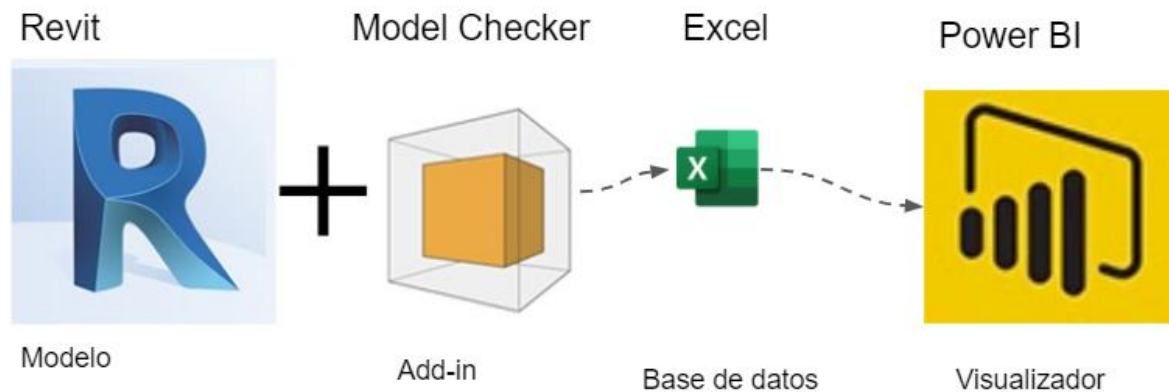 Revit
Model Checker
Excel
Power BI
X
Modelo
Add-in
Base de datos
Visualizador